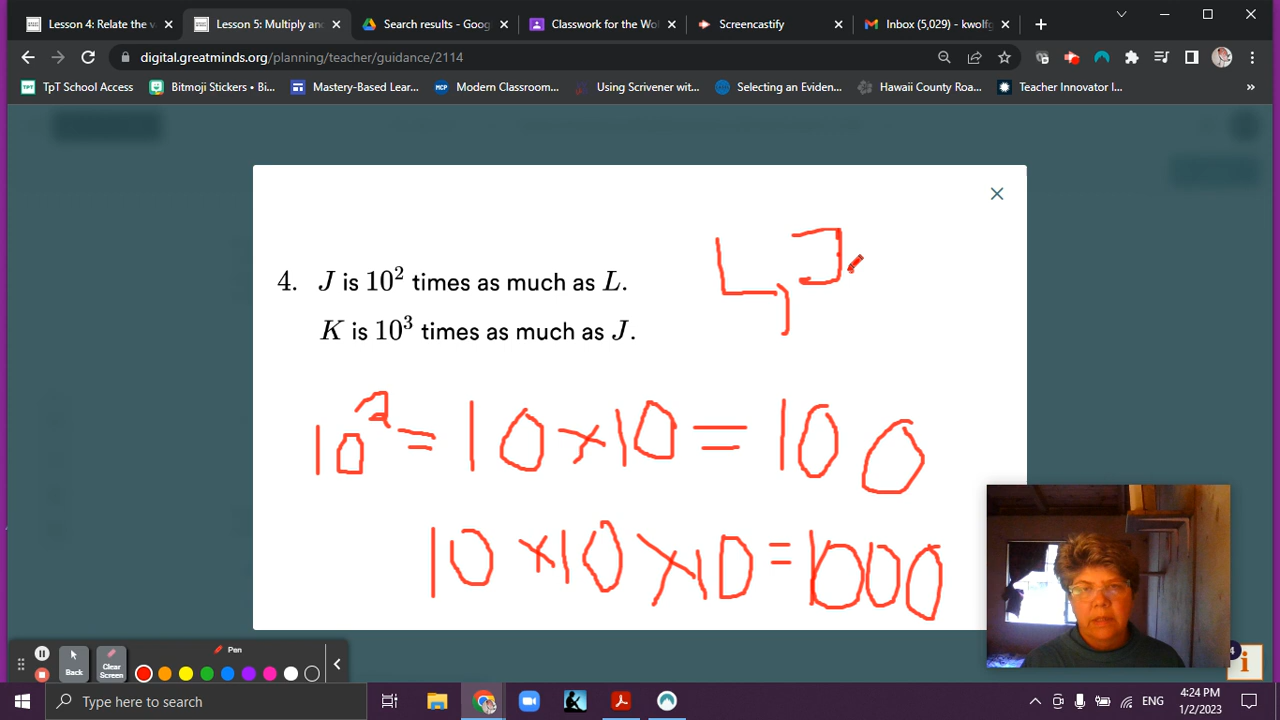 Lesson 4: Relate the v
Lesson 5: Multiply an
Search results - Goog
Classwork for the Wo
Screencastify
Inbox (5,029) - kwolfg
digital.greatminds.org/planning/teacher/guidance/2114
TPT TpT School Access
Bitmoji Stickers • Bi...
Mastery-Based Lear...
MCP Modern Classroom...
Using Scrivener wit...
Selecting an Eviden...
Hawaii County Roa...
Teacher Innovator I...
»
L, J
4. J is 10² times as much as L.
K is 10³ times as much as J.
10² = 10 × 10 = 100
10 × 10 × 10 = 1000
Pen
Back
Clear Screen
4
i
Type here to search
ENG
4:24 PM
1/2/2023